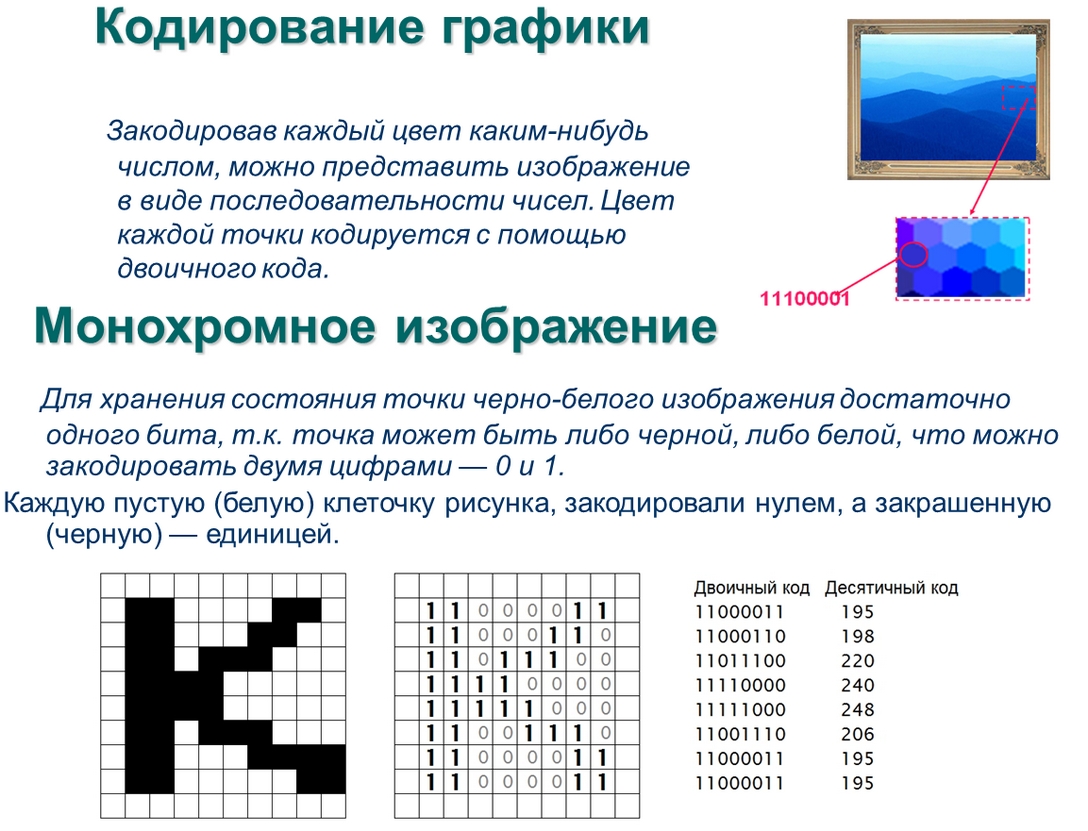 Кодирование графики
Закодировав каждый цвет каким-нибудь
числом, можно представить изображение
в виде последовательности чисел. Цвет
каждой точки кодируется с помощью
двоичного кода.
11100001
Монохромное изображение
Для хранения состояния точки черно-белого изображения достаточно
одного бита, т.к. точка может быть либо черной, либо белой, что можно
закодировать двумя цифрами — 0 и 1.
Каждую пустую (белую) клеточку рисунка, закодировали нулем, а закрашенную
(черную) — единицей.
1 1 0 0 0 0 1 1
1 1 0 0 0 1 1 0
1 1 0 1 1 1 0 0
1 1 1 1 0 0 0 0
1 1 1 1 1 0 0 0
1 1 0 0 1 1 1 0
1 1 0 0 0 0 1 1
1 1 0 0 0 0 1 1
Двоичный код Десятичный код
11000011 195
11000110 198
11011100 220
11110000 240
11111000 248
11001110 206
11000011 195
11000011 195